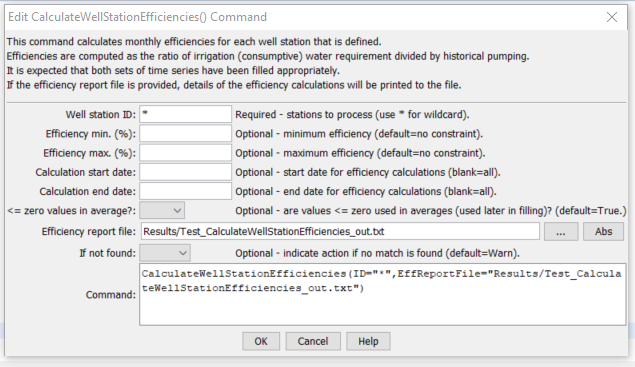 Edit CalculateWellStationEfficiencies() Command
This command calculates monthly efficiencies for each well station that is defined.
Efficiencies are computed as the ratio of irrigation (consumptive) water requirement divided by historical pumping.
It is expected that both sets of time series have been filled appropriately.
If the efficiency report file is provided, details of the efficiency calculations will be printed to the file.
Well station ID: * Required - stations to process (use * for wildcard).
Efficiency min. (%): Optional - minimum efficiency (default=no constraint).
Efficiency max. (%): Optional - maximum efficiency (default=no constraint).
Calculation start date: Optional - start date for efficiency calculations (blank=all).
Calculation end date: Optional - end date for efficiency calculations (blank=all).
<= zero values in average?: Optional - are values <= zero used in averages (used later in filling)? (default=True.)
Efficiency report file: Results/Test_CalculateWellStationEfficiencies_out.txt ... Abs
If not found: Optional - indicate action if no match is found (default=Warn).
Command: CalculateWellStationEfficiencies(ID="*",EffReportFile="Results/Test_Calcula
teWellStationEfficiencies_out.txt")
OK Cancel Help